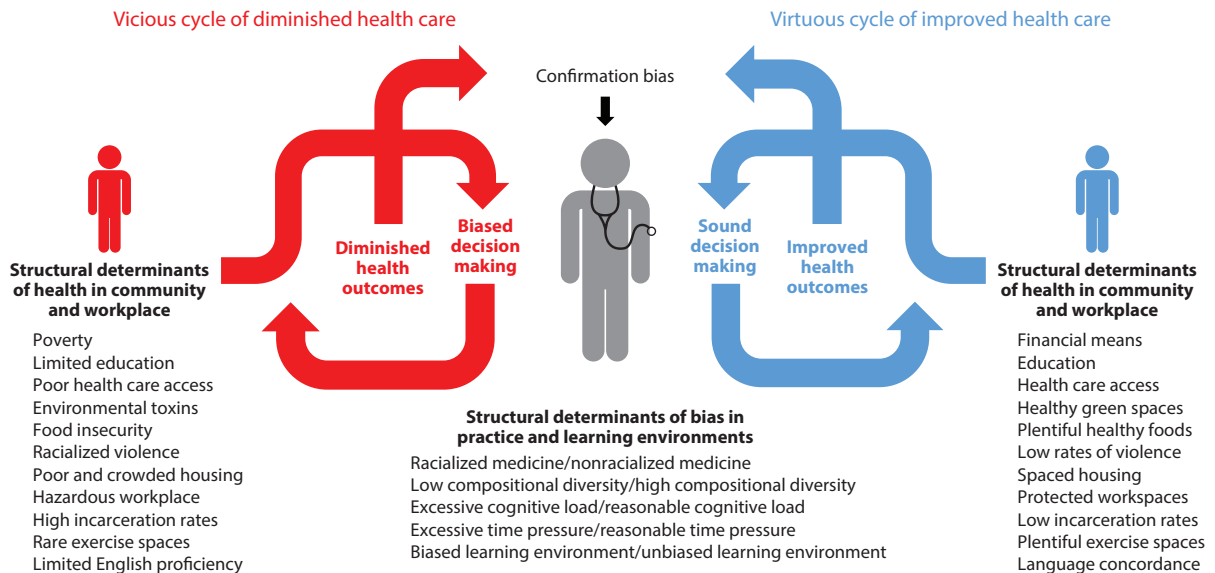 Vicious cycle of diminished health care
Virtuous cycle of improved health care
Confirmation bias
Diminished
health
outcomes
Biased
decision
making
Sound
decision
making
Improved
health
outcomes
Structural determinants
of health in community
and workplace
Poverty
Limited education
Poor health care access
Environmental toxins
Food insecurity
Racialized violence
Poor and crowded housing
Hazardous workplace
High incarceration rates
Rare exercise spaces
Limited English proficiency
Structural determinants of bias in
practice and learning environments
Racialized medicine/nonracialized medicine
Low compositional diversity/high compositional diversity
Excessive cognitive load/reasonable cognitive load
Excessive time pressure/reasonable time pressure
Biased learning environment/unbiased learning environment
Structural determinants
of health in community
and workplace
Financial means
Education
Health care access
Healthy green spaces
Plentiful healthy foods
Low rates of violence
Spaced housing
Protected workspaces
Low incarceration rates
Plentiful exercise spaces
Language concordance